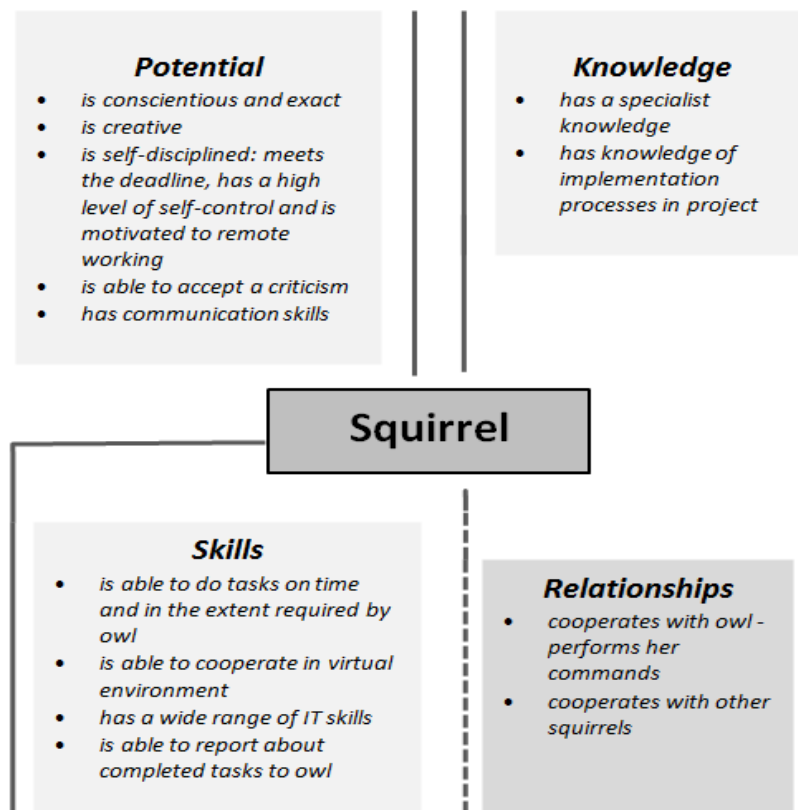 Potential
• is conscientious and exact
• is creative
• is self-disciplined: meets
the deadline, has a high
level of self-control and is
motivated to remote
working
• is able to accept a criticism
• has communication skills
Knowledge
• has a specialist
knowledge
• has knowledge of
implementation
processes in project
Squirrel
Skills
• is able to do tasks on time
and in the extent required by
owl
• is able to cooperate in virtual
environment
• has a wide range of IT skills
• is able to report about
completed tasks to owl
Relationships
• cooperates with owl -
performs her
commands
• cooperates with other
squirrels